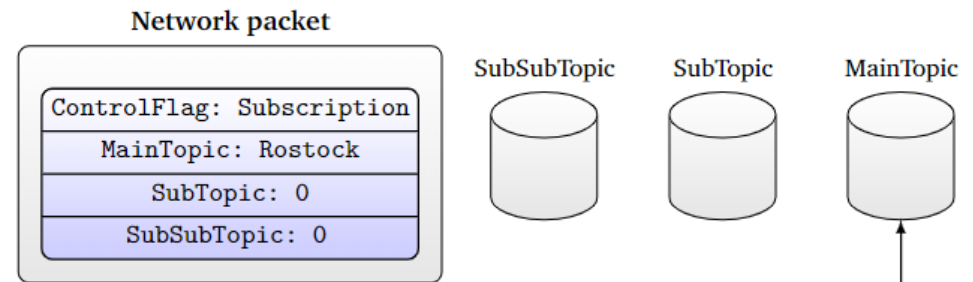 Network packet
ControlFlag: Subscription
MainTopic: Rostock
SubTopic: 0
SubSubTopic: 0
SubSubTopic
SubTopic
MainTopic